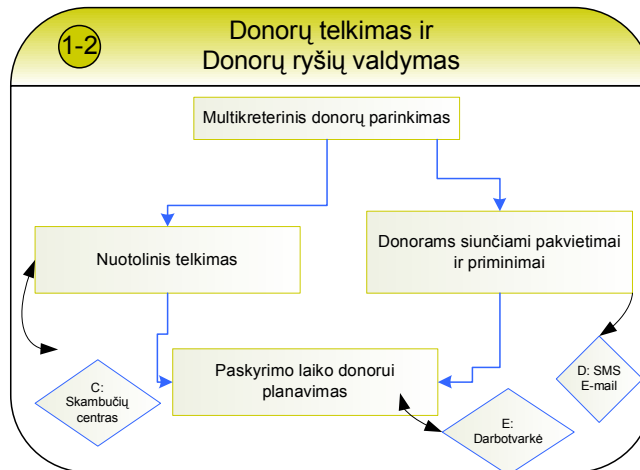 1-2
Donorų telkimas ir
Donorų ryšių valdymas
Multikreterinis donorų parinkimas
Nuotolinis telkimas
Donorams siunčiami pakvietimai
ir priminimai
C:
Skambučių
centras
Paskyrimo laiko donorui
planavimas
D: SMS
E-mail
E:
Darbotvarkė